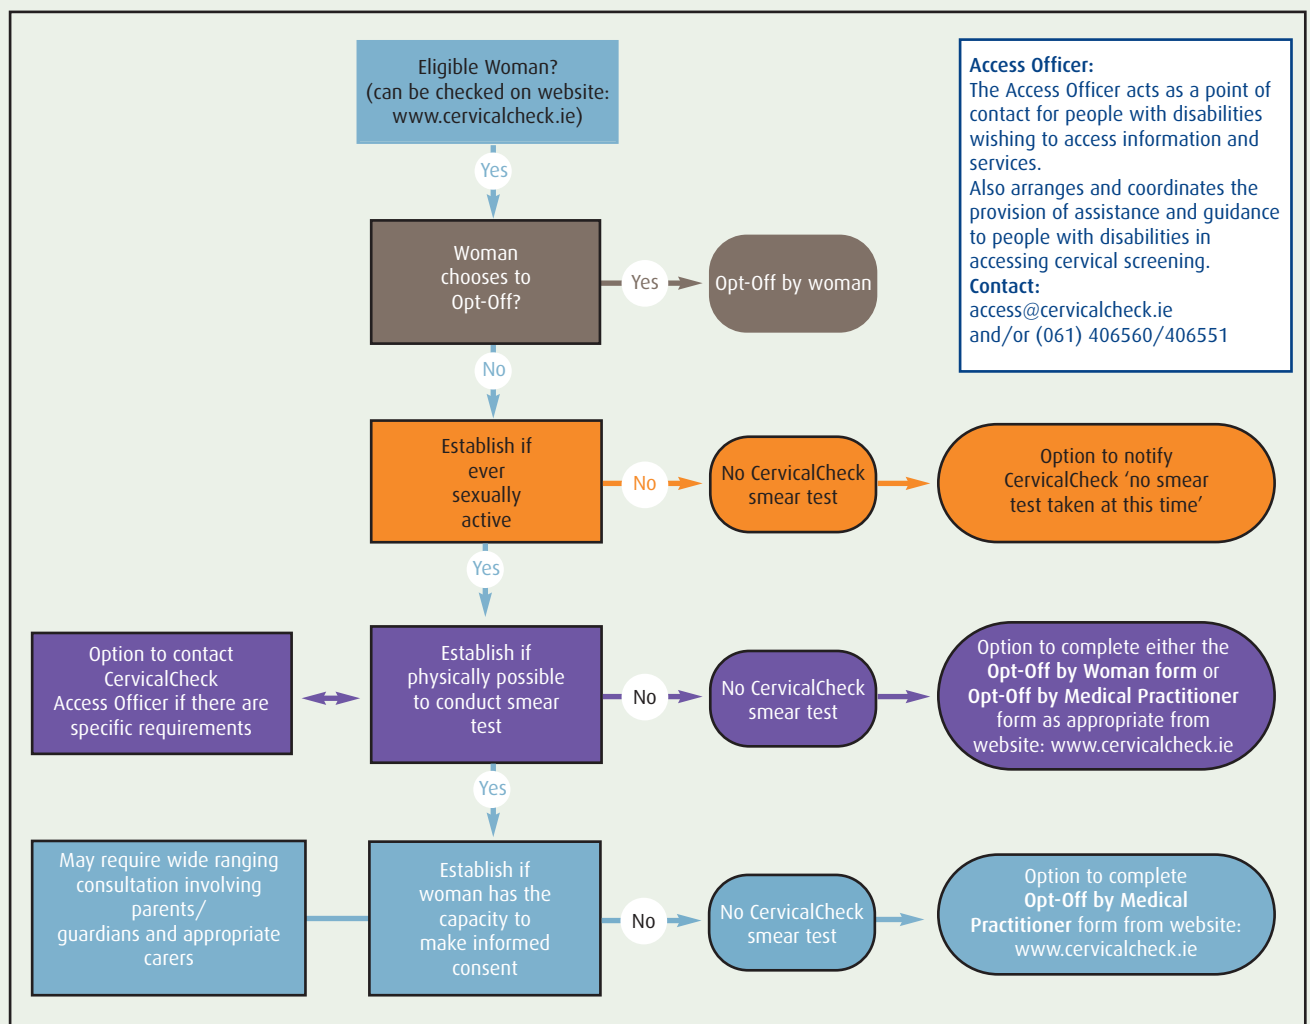 Eligible Woman?
(can be checked on website:
www.cervicalcheck.ie)
Access Officer:
The Access Officer acts as a point of
contact for people with disabilities
wishing to access information and
services.
Also arranges and coordinates the
provision of assistance and guidance
to people with disabilities in
accessing cervical screening.
Contact:
access@cervicalcheck.ie
and/or (061) 406560/406551
Yes
Woman
chooses to
Opt-Off?
Yes
Opt-Off by woman
No
Establish if
ever
sexually
active
No
No CervicalCheck
smear test
Option to notify
CervicalCheck ‘no smear
test taken at this time’
Yes
Option to contact
CervicalCheck
Access Officer if there are
specific requirements
Establish if
physically possible
to conduct smear
test
No
No CervicalCheck
smear test
Option to complete either the
Opt-Off by Woman form or
Opt-Off by Medical Practitioner
form as appropriate from
website: www.cervicalcheck.ie
Yes
May require wide ranging
consultation involving
parents/
guardians and appropriate
carers
Establish if
woman has the
capacity to
make informed
consent
No
No CervicalCheck
smear test
Option to complete
Opt-Off by Medical
Practitioner form from website:
www.cervicalcheck.ie